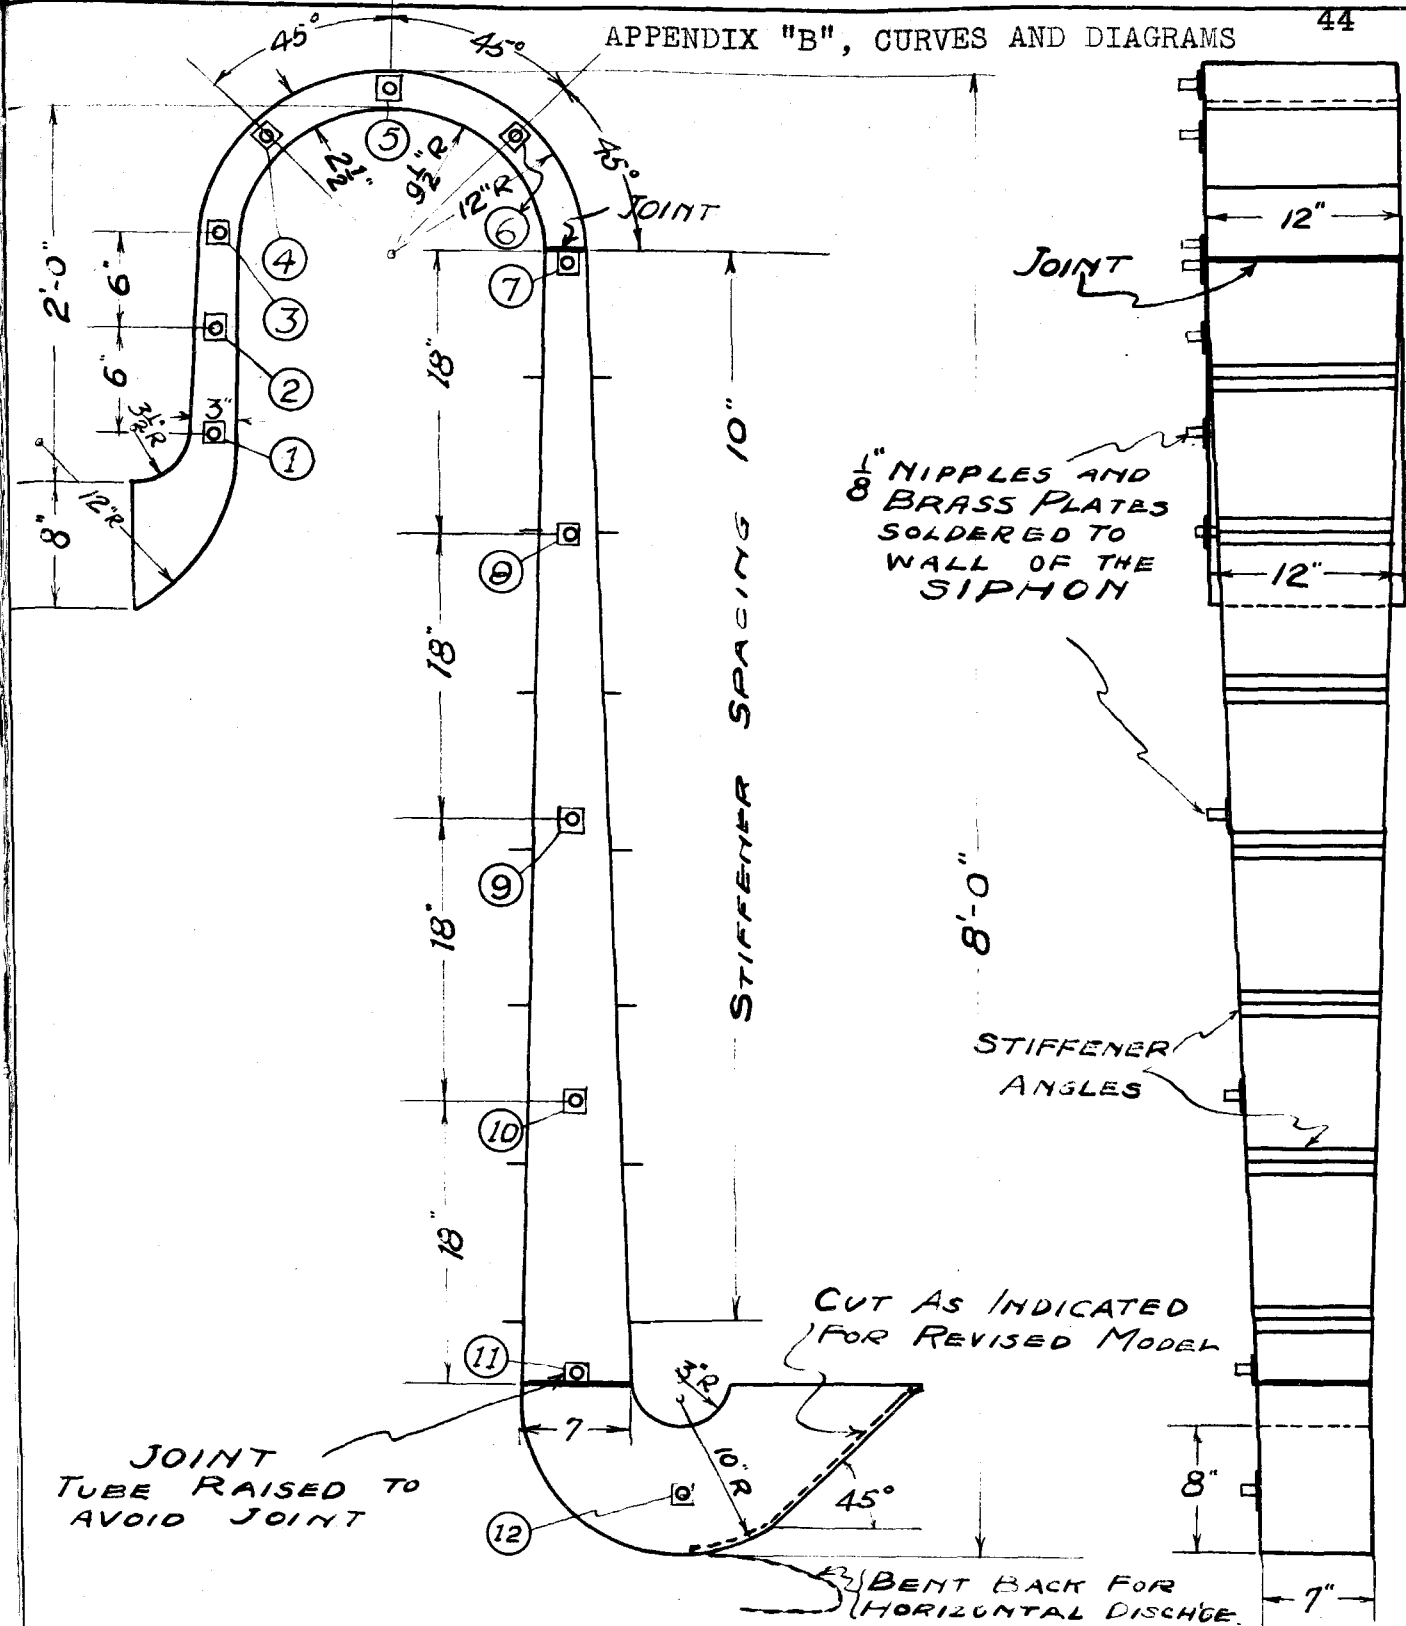 44
APPENDIX "B", CURVES AND DIAGRAMS
45°
45°
45°
5
2½"
9½"R
12"R
6
JOINT
4
7
3
2'-0"
6"
6"
2
3"
3½"R
1
12"R
8"
18"
8
18"
9
18"
10
18"
11
STIFFENER SPACING 10"
8'-0"
12"
JOINT
⅛" NIPPLES AND
BRASS PLATES
SOLDERED TO
WALL OF THE
SIPHON
12"
STIFFENER
ANGLES
CUT AS INDICATED
FOR REVISED MODEL
3"R
7
10"R
45°
JOINT
TUBE RAISED TO
AVOID JOINT
12
8"
BENT BACK FOR
HORIZONTAL DISCH'GE.
7"